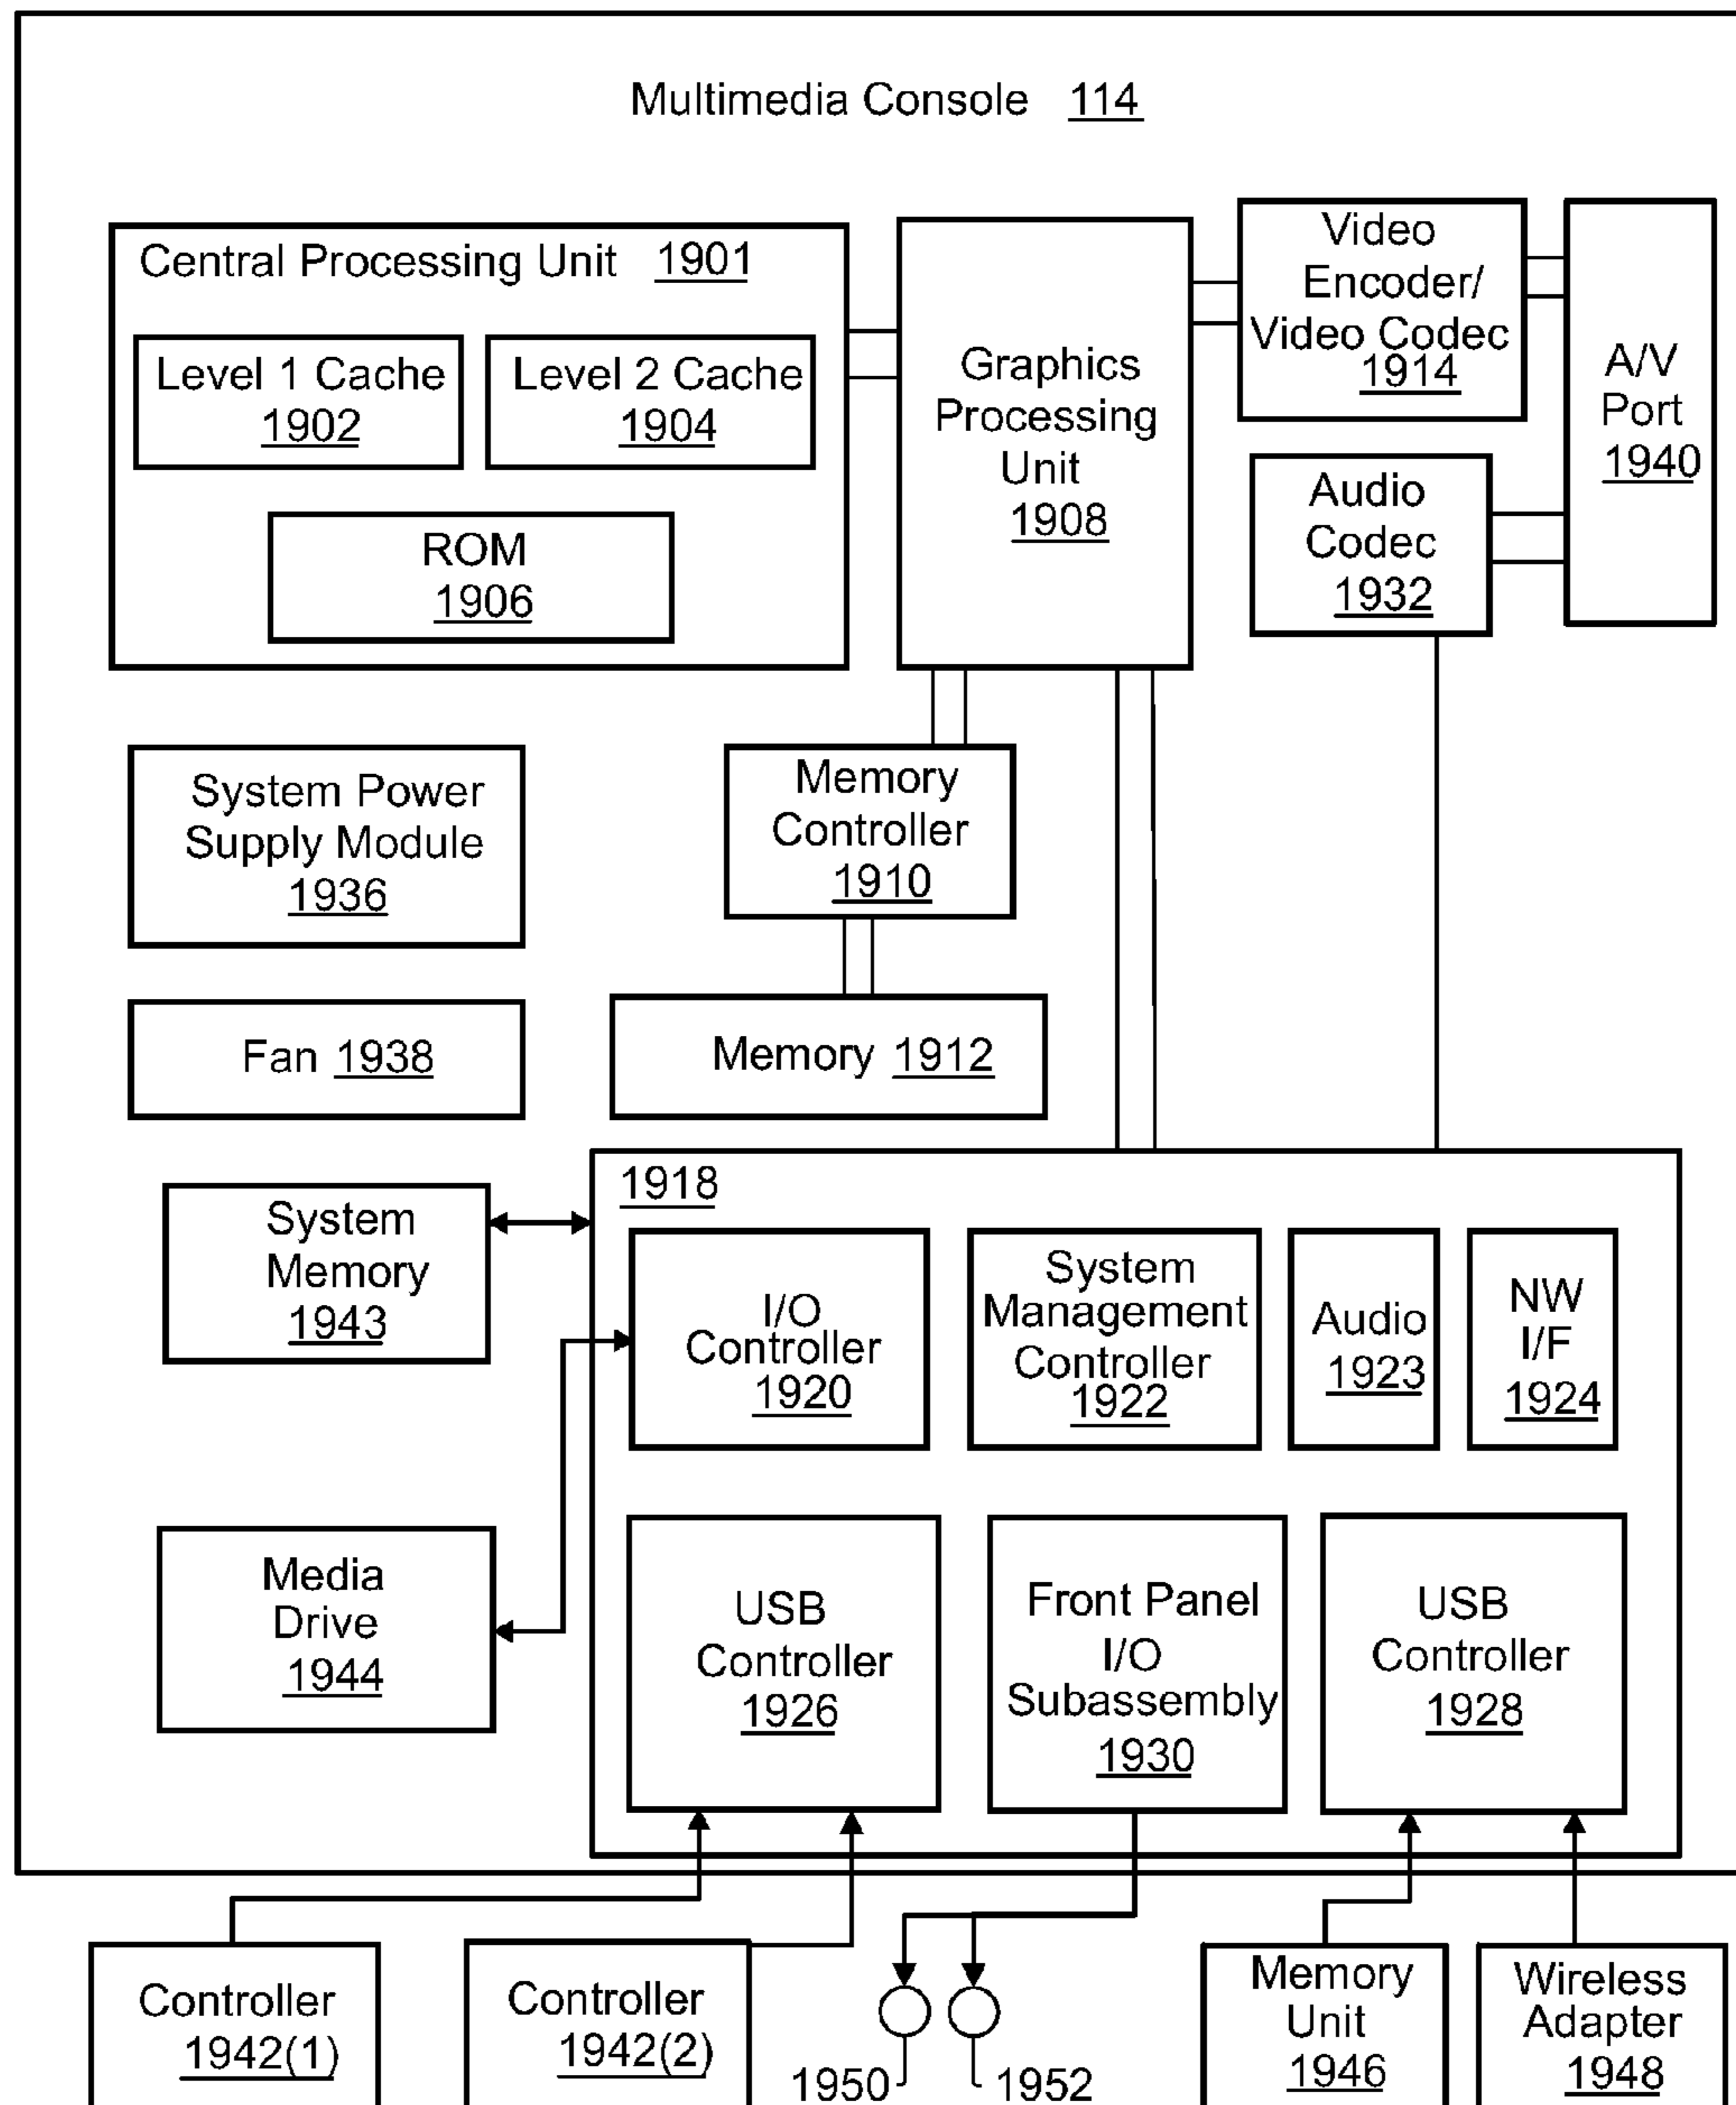 Multimedia Console 114
Central Processing Unit 1901
Level 1 Cache
1902
Level 2 Cache
1904
ROM
1906
Graphics
Processing
Unit
1908
Video
Encoder/
Video Codec
1914
A/V
Port
1940
Audio
Codec
1932
System Power
Supply Module
1936
Memory
Controller
1910
Fan 1938
Memory 1912
System
Memory
1943
1918
I/O
Controller
1920
System
Management
Controller
1922
Audio
1923
NW
I/F
1924
Media
Drive
1944
USB
Controller
1926
Front Panel
I/O
Subassembly
1930
USB
Controller
1928
Controller
1942(1)
Controller
1942(2)
1950
1952
Memory
Unit
1946
Wireless
Adapter
1948